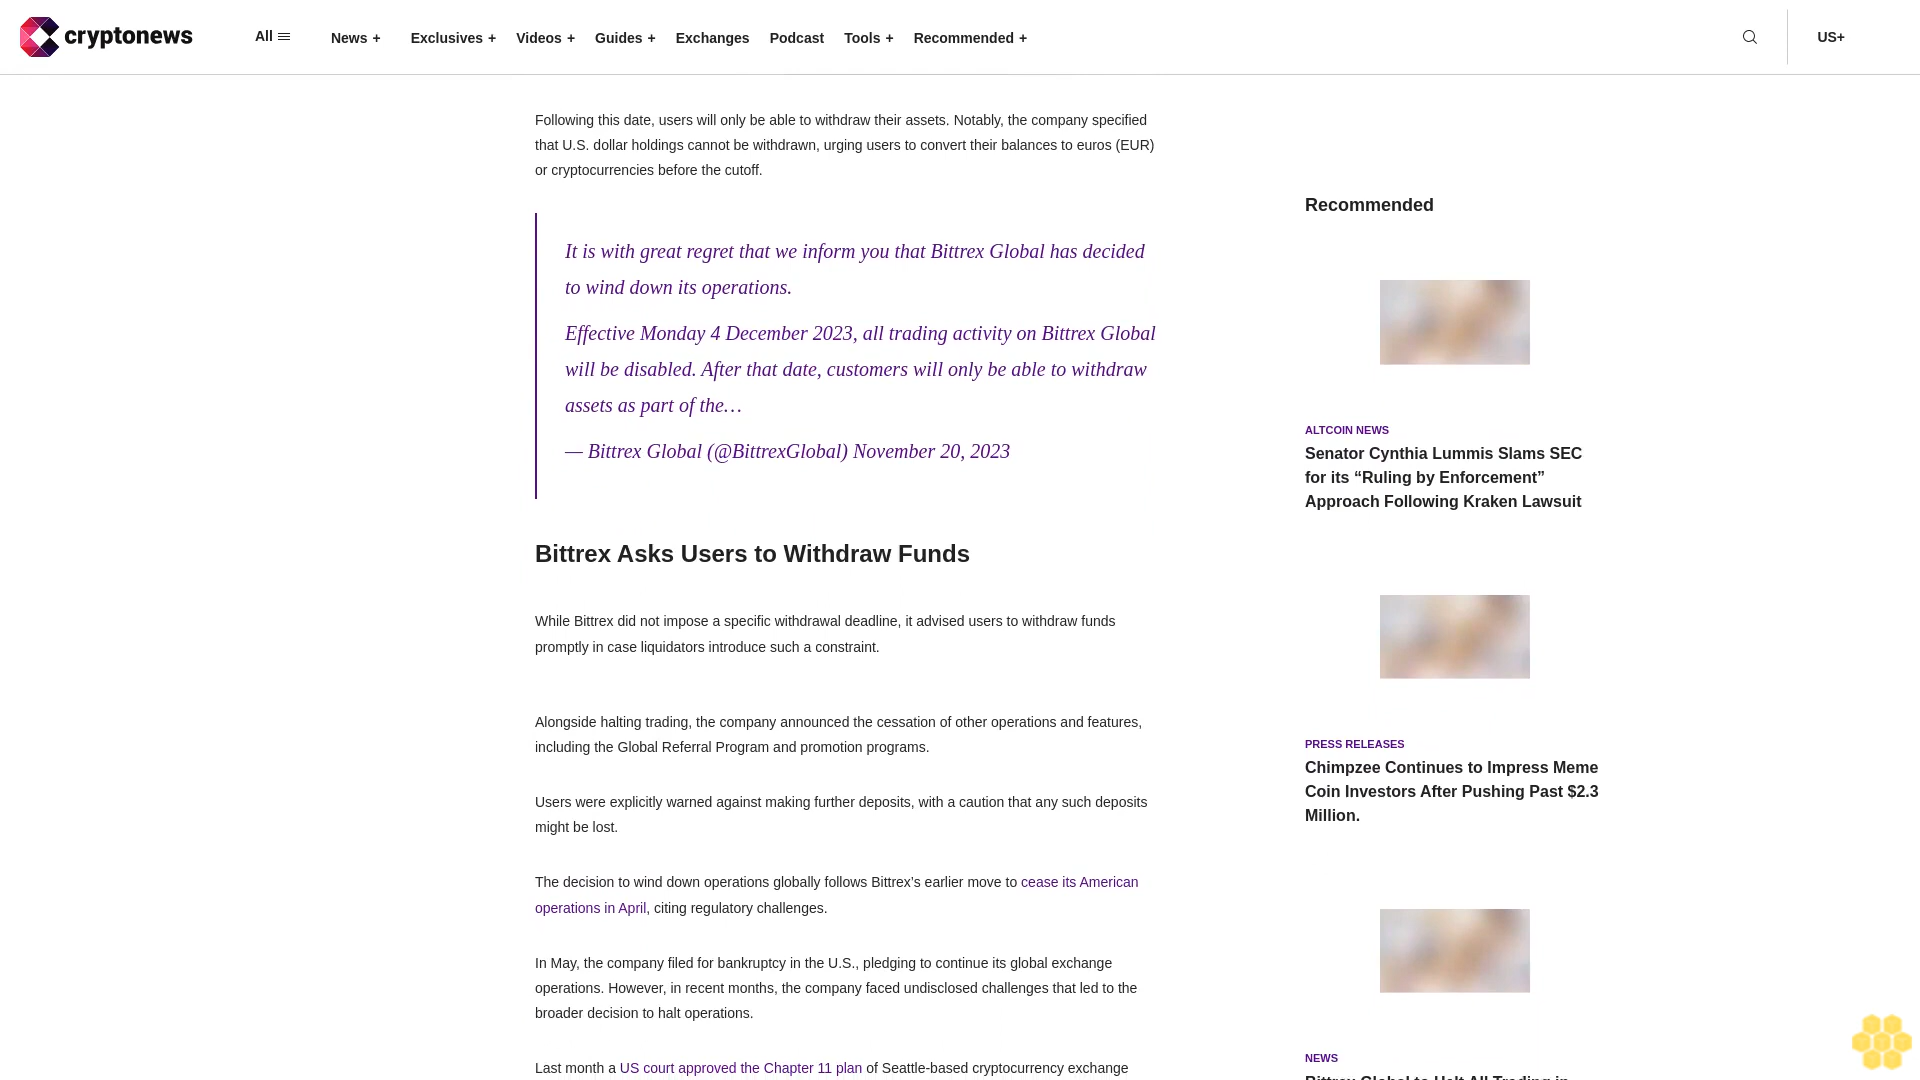 cryptonews
All
News +
Exclusives +
Videos +
Guides +
Exchanges
Podcast
Tools +
Recommended +
US+
Following this date, users will only be able to withdraw their assets. Notably, the company specified
that U.S. dollar holdings cannot be withdrawn, urging users to convert their balances to euros (EUR)
or cryptocurrencies before the cutoff.
It is with great regret that we inform you that Bittrex Global has decided
to wind down its operations.
Effective Monday 4 December 2023, all trading activity on Bittrex Global
will be disabled. After that date, customers will only be able to withdraw
assets as part of the…
— Bittrex Global (@BittrexGlobal) November 20, 2023
Bittrex Asks Users to Withdraw Funds
While Bittrex did not impose a specific withdrawal deadline, it advised users to withdraw funds
promptly in case liquidators introduce such a constraint.
Alongside halting trading, the company announced the cessation of other operations and features,
including the Global Referral Program and promotion programs.
Users were explicitly warned against making further deposits, with a caution that any such deposits
might be lost.
The decision to wind down operations globally follows Bittrex’s earlier move to cease its American
operations in April, citing regulatory challenges.
In May, the company filed for bankruptcy in the U.S., pledging to continue its global exchange
operations. However, in recent months, the company faced undisclosed challenges that led to the
broader decision to halt operations.
Last month a US court approved the Chapter 11 plan of Seattle-based cryptocurrency exchange
Recommended
ALTCOIN NEWS
Senator Cynthia Lummis Slams SEC
for its “Ruling by Enforcement”
Approach Following Kraken Lawsuit
PRESS RELEASES
Chimpzee Continues to Impress Meme
Coin Investors After Pushing Past $2.3
Million.
NEWS
Bittrex Global to Halt All Trading in